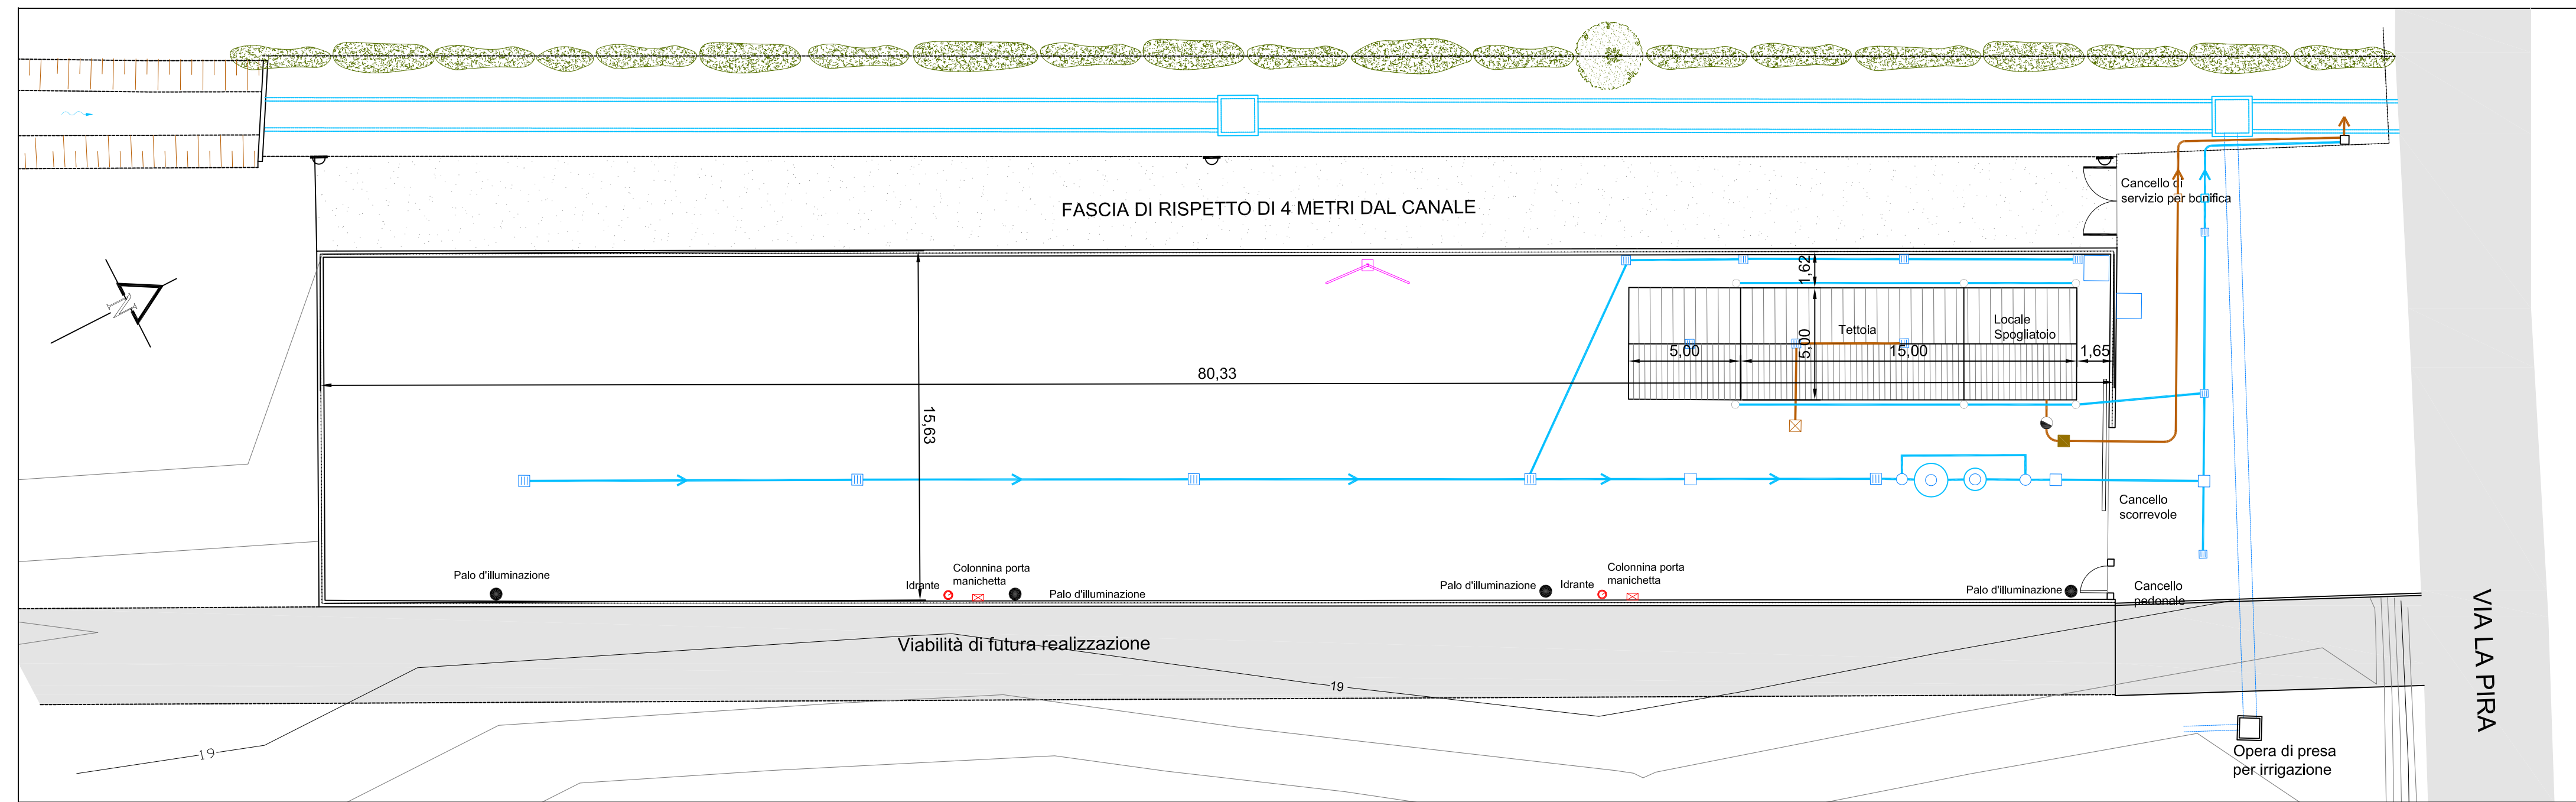 FASCIA DI RISPETTO DI 4 METRI DAL CANALE
Cancello di
servizio per bonifica
N
1,62
Tettoia
Locale
Spogliatoio
5,00
5,00
15,00
1,65
80,33
15,63
Cancello
scorrevole
Palo d'illuminazione
Idrante
Colonnina porta
manichetta
Palo d'illuminazione
Palo d'illuminazione
Idrante
Colonnina porta
manichetta
Palo d'illuminazione
Cancello
pedonale
Viabilità di futura realizzazione
19
19
VIA LA PIRA
Opera di presa
per irrigazione